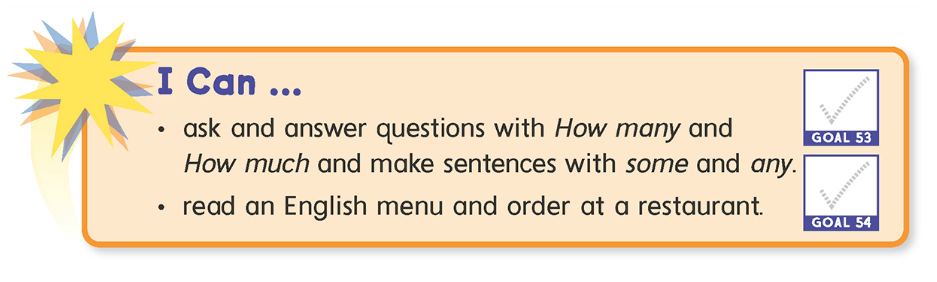 I Can ...
• ask and answer questions with How many and
How much and make sentences with some and any.
GOAL 53
• read an English menu and order at a restaurant.
GOAL 54